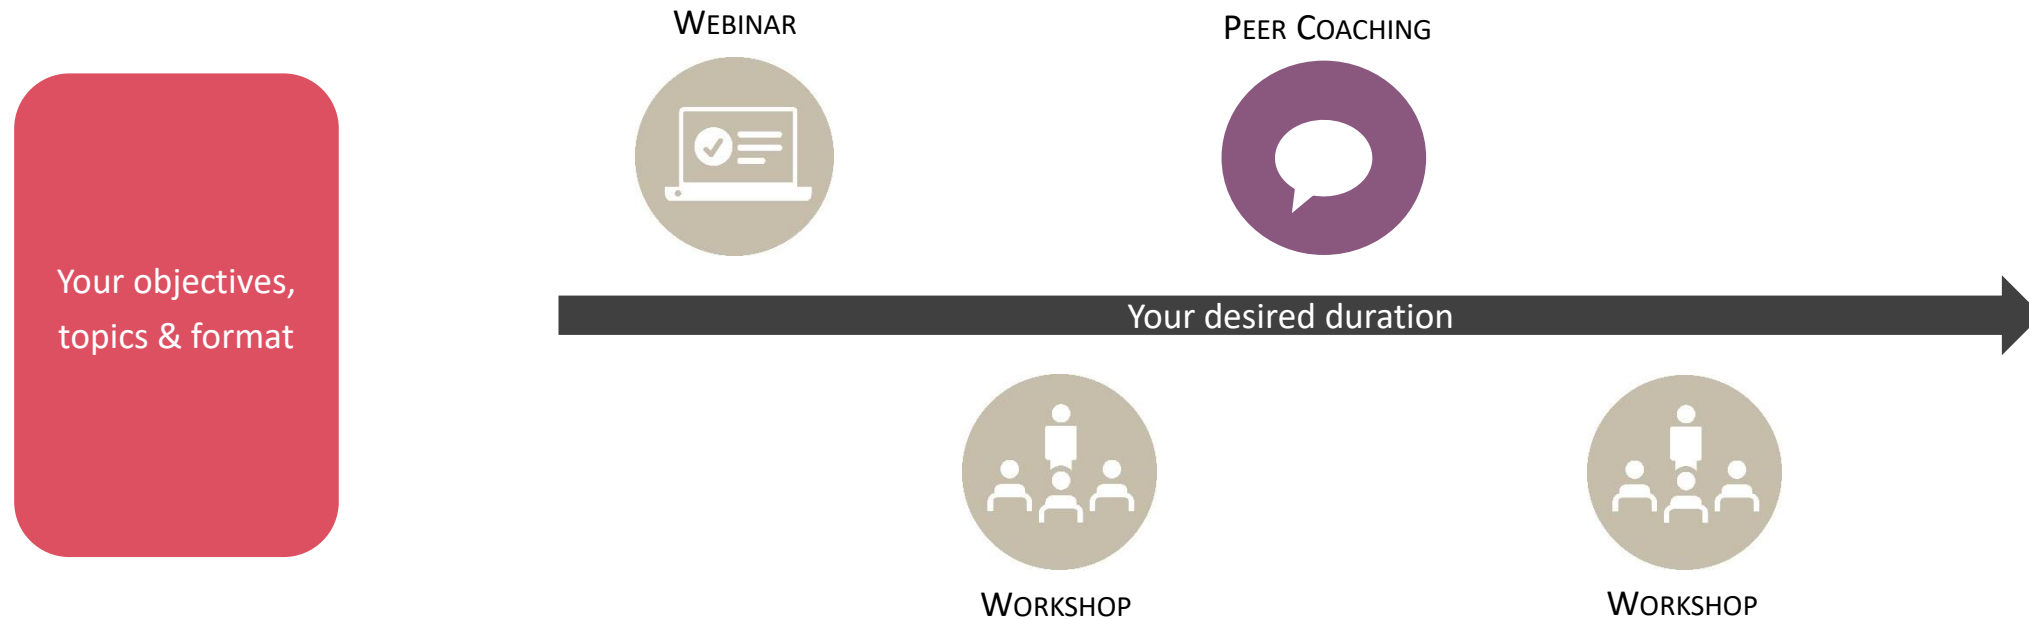 WEBINAR
PEER COACHING
Your objectives,
topics & format
Your desired duration
WORKSHOP
WORKSHOP